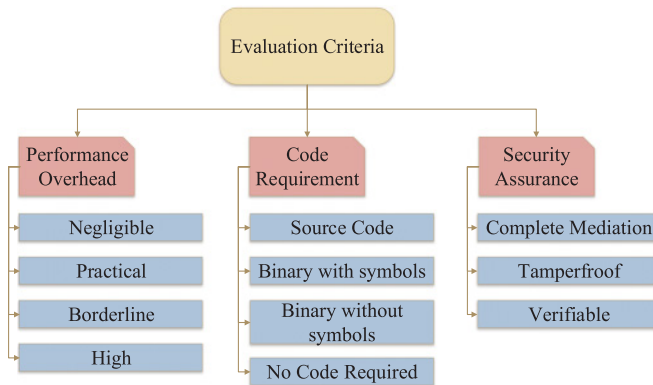 Evaluation Criteria
Performance
Overhead
Negligible
Practical
Borderline
High
Code
Requirement
Source Code
Binary with symbols
Binary without
symbols
No Code Required
Security
Assurance
Complete Mediation
Tamperfroof
Verifiable